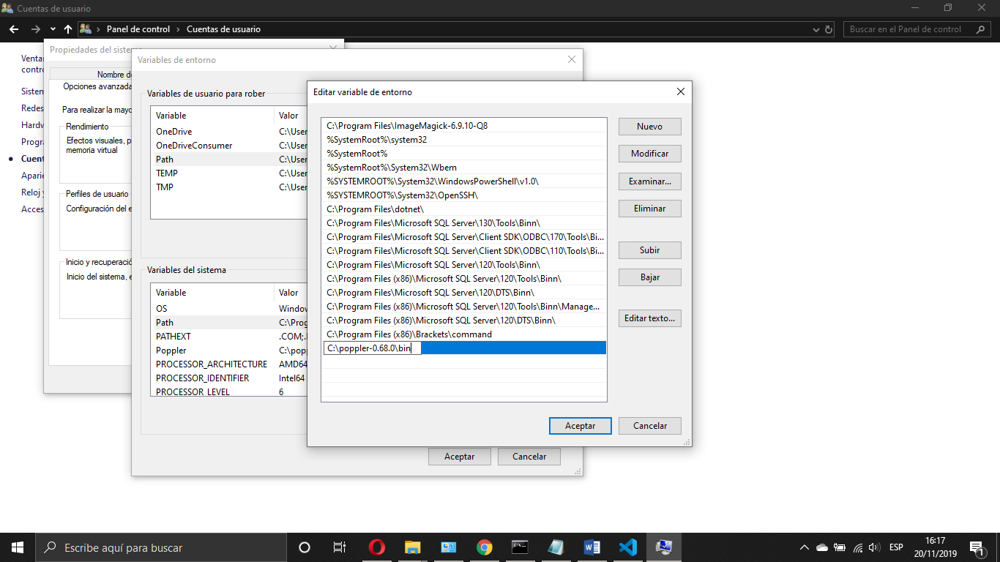 Cuentas de usuario
Panel de control › Cuentas de usuario
Buscar en el Panel de control
Propiedades del sistema
Variables de entorno
Editar variable de entorno
Nombre de
Opciones avanzada
Para realizar la mayo
Rendimiento
Efectos visuales, p
memoria virtual
Perfiles de usuario
Configuración del e
Inicio y recuperació
Inicio del sistema, e
Variables de usuario para rober
Variable Valor
OneDrive C:\User
OneDriveConsumer C:\User
Path C:\User
TEMP C:\User
TMP C:\User
Variables del sistema
Variable Valor
OS Window
Path C:\Prog
PATHEXT .COM;.
Poppler C:\popp
PROCESSOR_ARCHITECTURE AMD64
PROCESSOR_IDENTIFIER Intel64
PROCESSOR_LEVEL 6
Aceptar
Cancelar
C:\Program Files\ImageMagick-6.9.10-Q8
%SystemRoot%\system32
%SystemRoot%
%SystemRoot%\System32\Wbem
%SYSTEMROOT%\System32\WindowsPowerShell\v1.0\
%SYSTEMROOT%\System32\OpenSSH\
C:\Program Files\dotnet\
C:\Program Files\Microsoft SQL Server\130\Tools\Binn\
C:\Program Files\Microsoft SQL Server\Client SDK\ODBC\170\Tools\Bi...
C:\Program Files\Microsoft SQL Server\Client SDK\ODBC\110\Tools\Bi...
C:\Program Files\Microsoft SQL Server\120\Tools\Binn\
C:\Program Files (x86)\Microsoft SQL Server\120\Tools\Binn\
C:\Program Files\Microsoft SQL Server\120\DTS\Binn\
C:\Program Files (x86)\Microsoft SQL Server\120\Tools\Binn\Manage...
C:\Program Files (x86)\Microsoft SQL Server\120\DTS\Binn\
C:\Program Files (x86)\Brackets\command
C:\poppler-0.68.0\bin
Nuevo
Modificar
Examinar...
Eliminar
Subir
Bajar
Editar texto...
Aceptar
Cancelar
Ventan
contro
Sistem
Redes
Hardw
Progra
Cuent
Aparie
Reloj y
Acces
Escribe aquí para buscar
ESP
16:17
20/11/2019
1